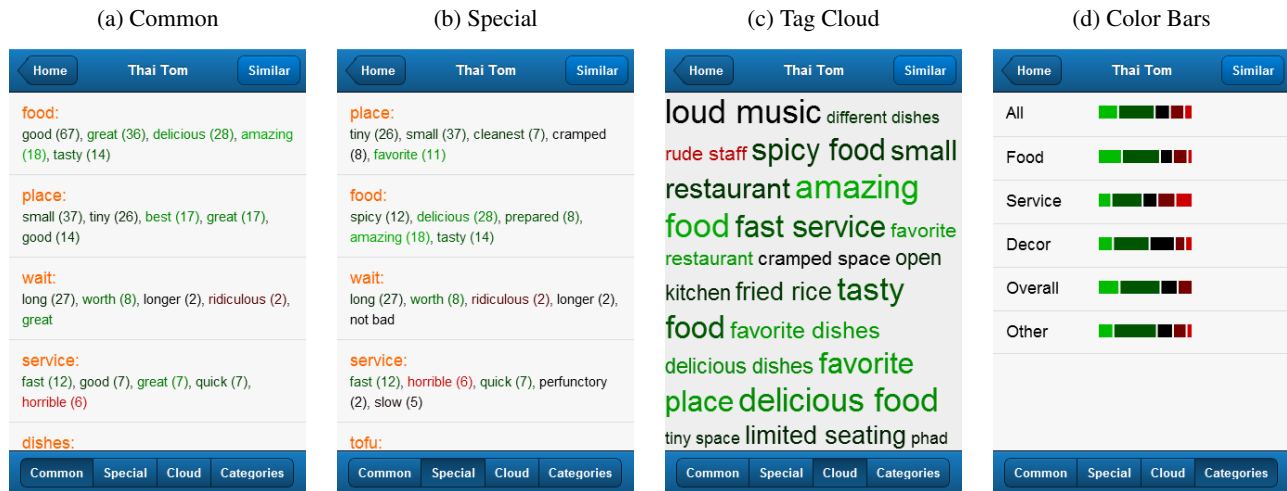 (a) Common
Home Thai Tom Similar
food:
good (67), great (36), delicious (28), amazing
(18), tasty (14)
place:
small (37), tiny (26), best (17), great (17),
good (14)
wait:
long (27), worth (8), longer (2), ridiculous (2),
great
service:
fast (12), good (7), great (7), quick (7),
horrible (6)
dishes:
Common Special Cloud Categories
(b) Special
Home Thai Tom Similar
place:
tiny (26), small (37), cleanest (7), cramped
(8), favorite (11)
food:
spicy (12), delicious (28), prepared (8),
amazing (18), tasty (14)
wait:
long (27), worth (8), ridiculous (2), longer (2),
not bad
service:
fast (12), horrible (6), quick (7), perfunctory
(2), slow (5)
tofu:
Common Special Cloud Categories
(c) Tag Cloud
Home Thai Tom Similar
loud music different dishes
rude staff spicy food small
restaurant amazing
food fast service favorite
restaurant cramped space open
kitchen fried rice tasty
food favorite dishes
delicious dishes favorite
place delicious food
tiny space limited seating phad
Common Special Cloud Categories
(d) Color Bars
Home Thai Tom Similar
All
Food
Service
Decor
Overall
Other
Common Special Cloud Categories